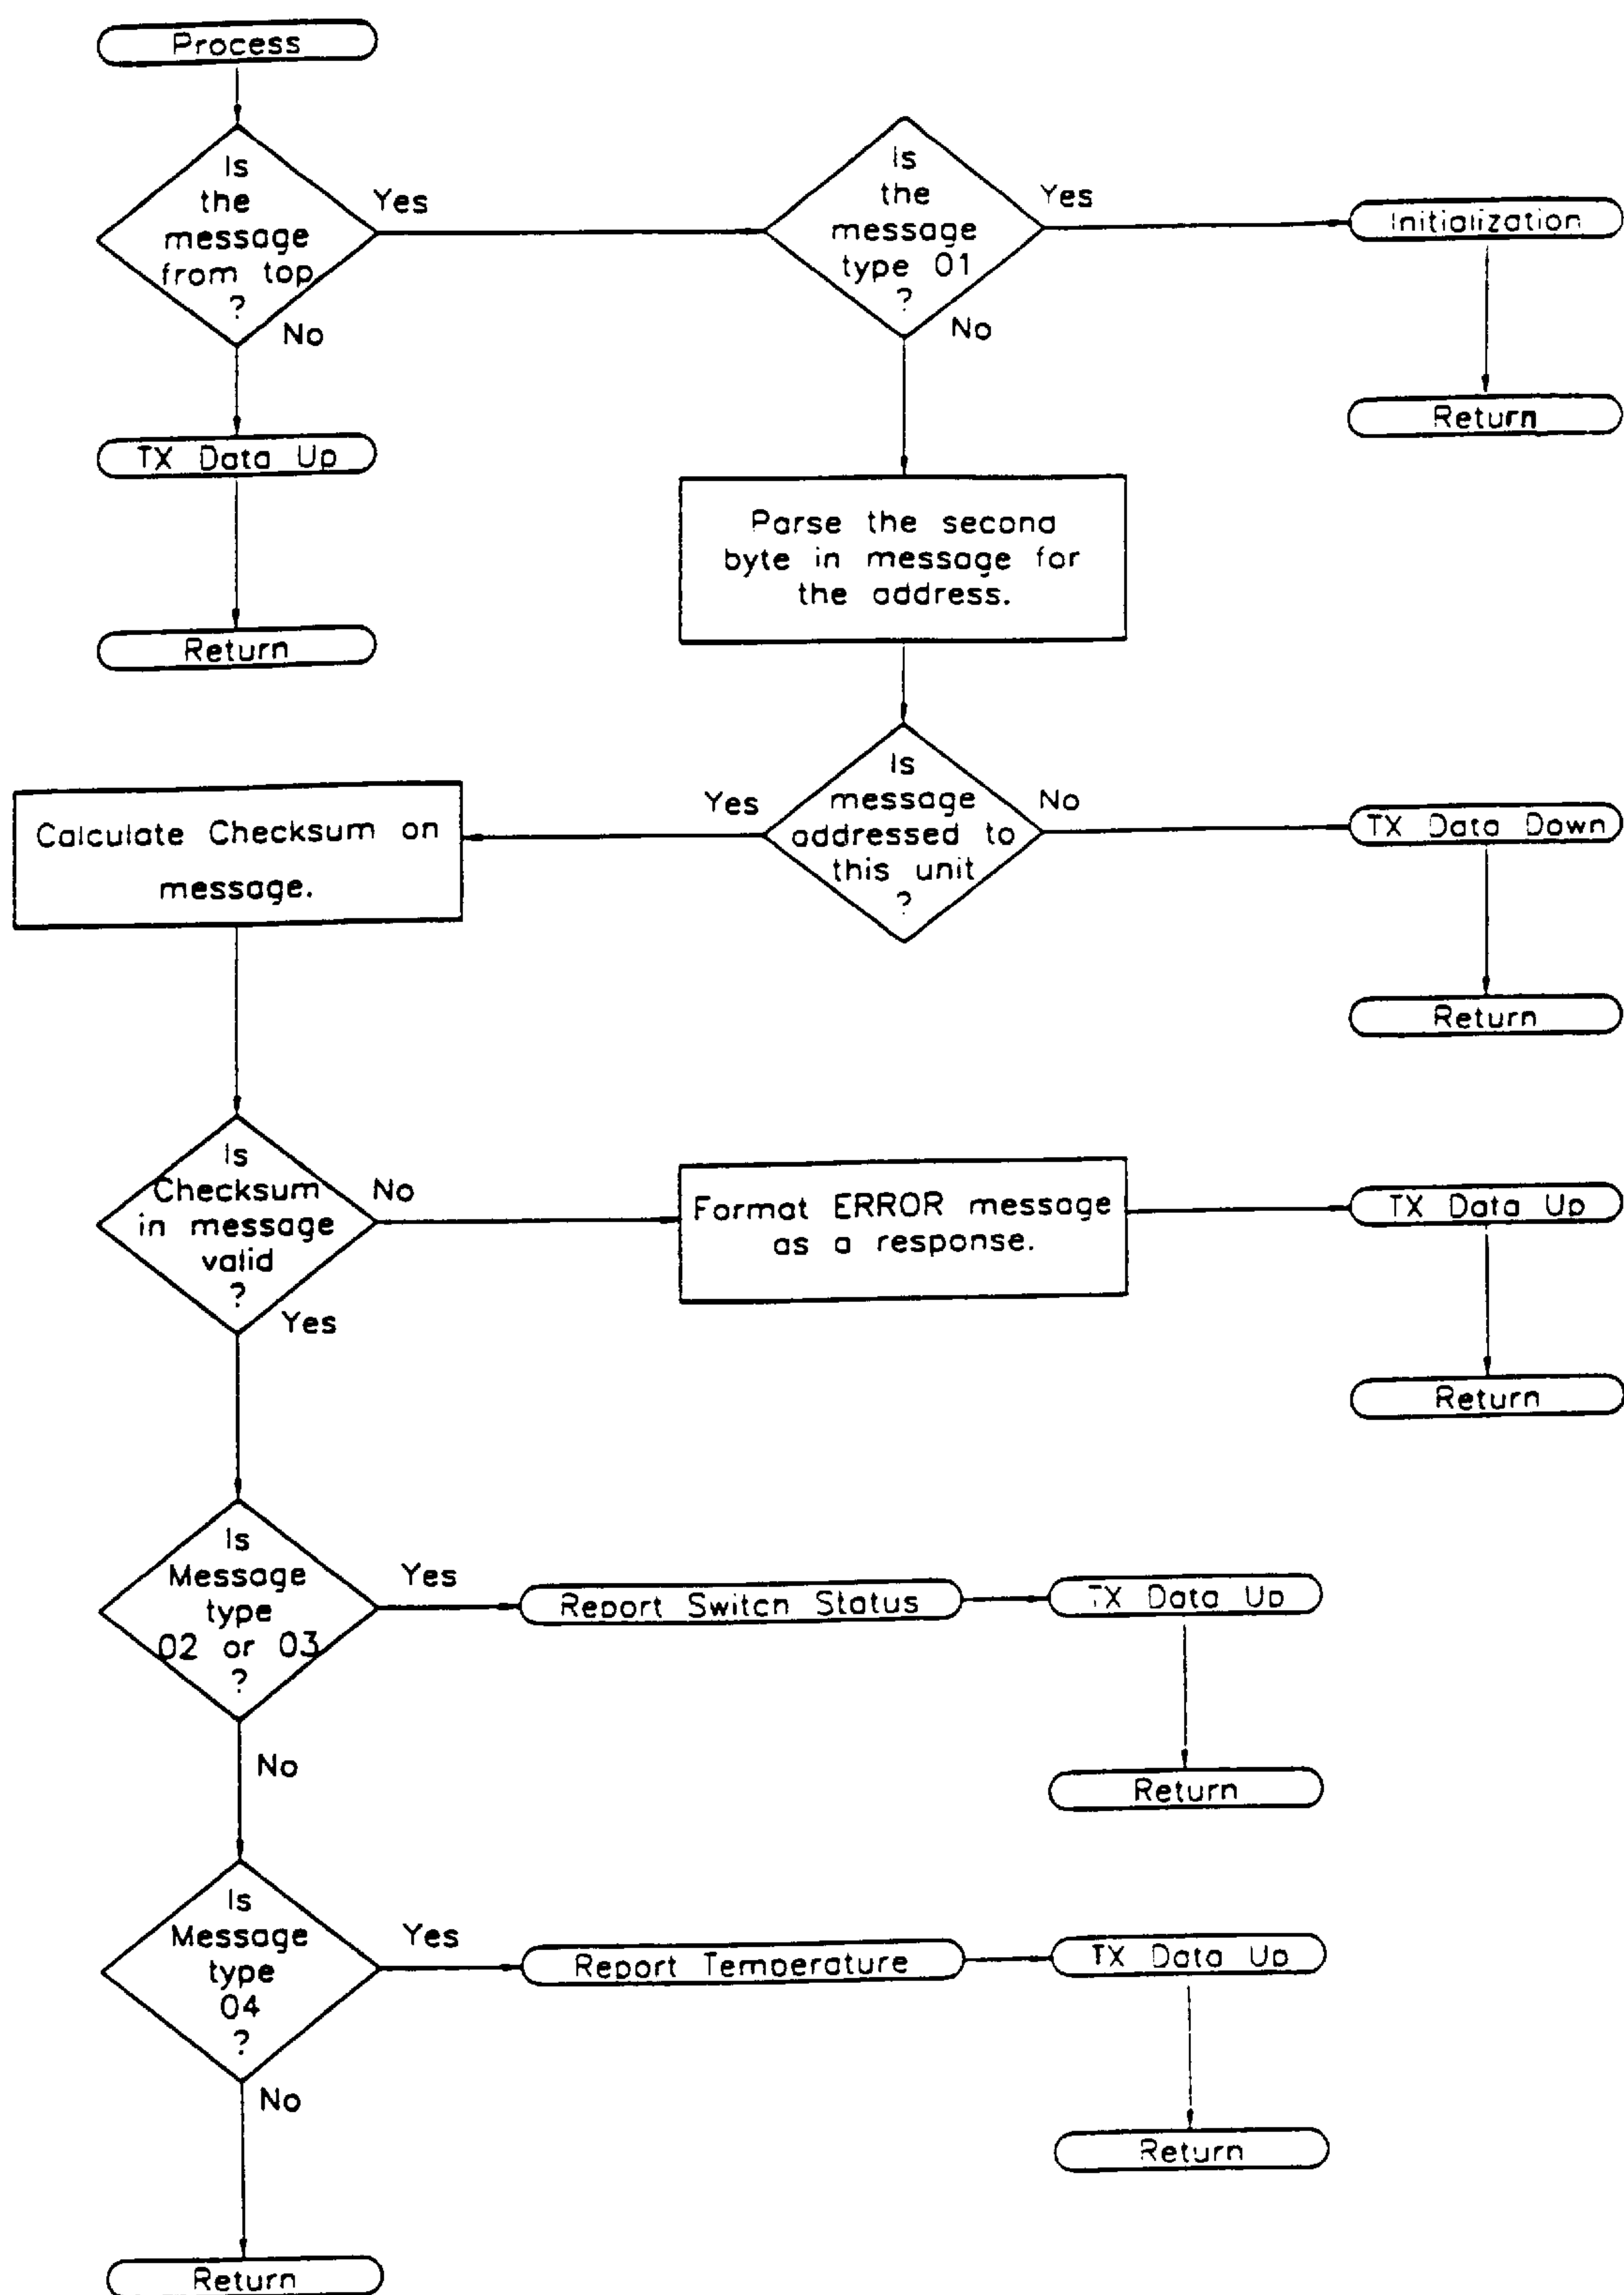 Process
Is
the
message
from top
?
Yes
No
Is
the
message
type 01
?
Yes
No
Initialization
Return
TX Data Up
Return
Parse the second
byte in message for
the address.
Is
message
addressed to
this unit
?
Yes
No
TX Data Down
Return
Calculate Checksum on
message.
Is
Checksum
in message
valid
?
No
Yes
Format ERROR message
as a response.
TX Data Up
Return
Is
Message
type
02 or 03
?
Yes
No
Report Switch Status
TX Data Up
Return
Is
Message
type
04
?
Yes
No
Report Temperature
TX Data Up
Return
Return